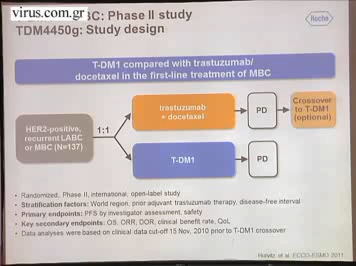 virus.com.gr
BC: Phase II study
TDM4450g: Study design
Roche
T-DM1 compared with trastuzumab/
docetaxel in the first-line treatment of MBC
HER2-positive,
recurrent LABC
or MBC (N=137)
1:1
trastuzumab
+ docetaxel
PD
Crossover
to T-DM1
(optional)
T-DM1
PD
• Randomized, Phase II, international, open-label study
• Stratification factors: World region, prior adjuvant trastuzumab therapy, disease-free interval
• Primary endpoints: PFS by investigator assessment, safety
• Key secondary endpoints: OS, ORR, DOR, clinical benefit rate, QoL
• Data analyses were based on clinical data cut-off 15 Nov, 2010 prior to T-DM1 crossover
Hurvitz et al. ECCO-ESMO 2011